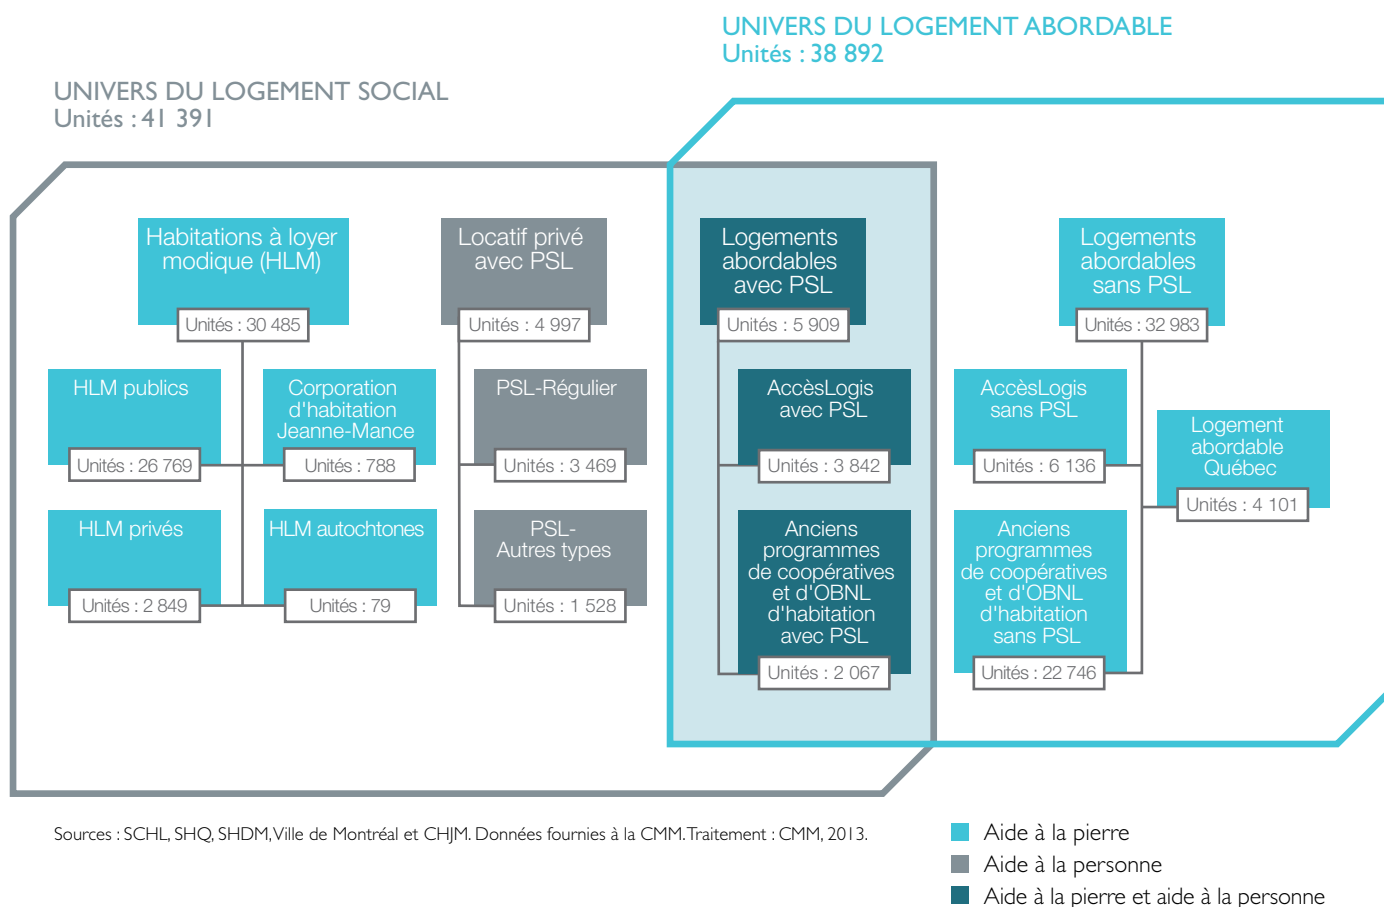 UNIVERS DU LOGEMENT ABORDABLE
Unités : 38 892
UNIVERS DU LOGEMENT SOCIAL
Unités : 41 391
Habitations à loyer
modique (HLM)
Unités : 30 485
HLM publics
Unités : 26 769
Corporation
d'habitation
Jeanne-Mance
Unités : 788
HLM privés
Unités : 2 849
HLM autochtones
Unités : 79
Locatif privé
avec PSL
Unités : 4 997
PSL-Régulier
Unités : 3 469
PSL-
Autres types
Unités : 1 528
Logements
abordables
avec PSL
Unités : 5 909
AccèsLogis
avec PSL
Unités : 3 842
Anciens
programmes
de coopératives
et d'OBNL
d'habitation
avec PSL
Unités : 2 067
Logements
abordables
sans PSL
Unités : 32 983
AccèsLogis
sans PSL
Unités : 6 136
Logement
abordable
Québec
Unités : 4 101
Anciens
programmes
de coopératives
et d'OBNL
d'habitation
sans PSL
Unités : 22 746
Sources : SCHL, SHQ, SHDM, Ville de Montréal et CHJM. Données fournies à la CMM. Traitement : CMM, 2013.
Aide à la pierre
Aide à la personne
Aide à la pierre et aide à la personne